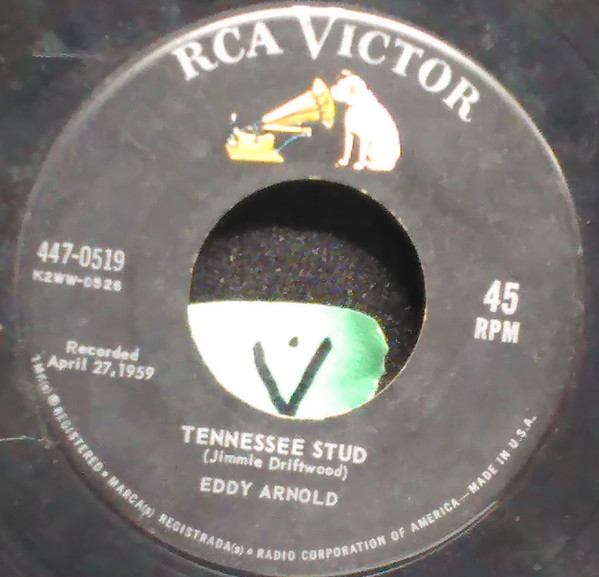 RCA VICTOR
447-0519
K2WW-0526
45
RPM
Recorded
April 27, 1959
V
TENNESSEE STUD
(Jimmie Driftwood)
EDDY ARNOLD
TMK(s) ® REGISTERED • MARCA(s) REGISTRADA(s) • RADIO CORPORATION OF AMERICA—MADE IN U.S.A.